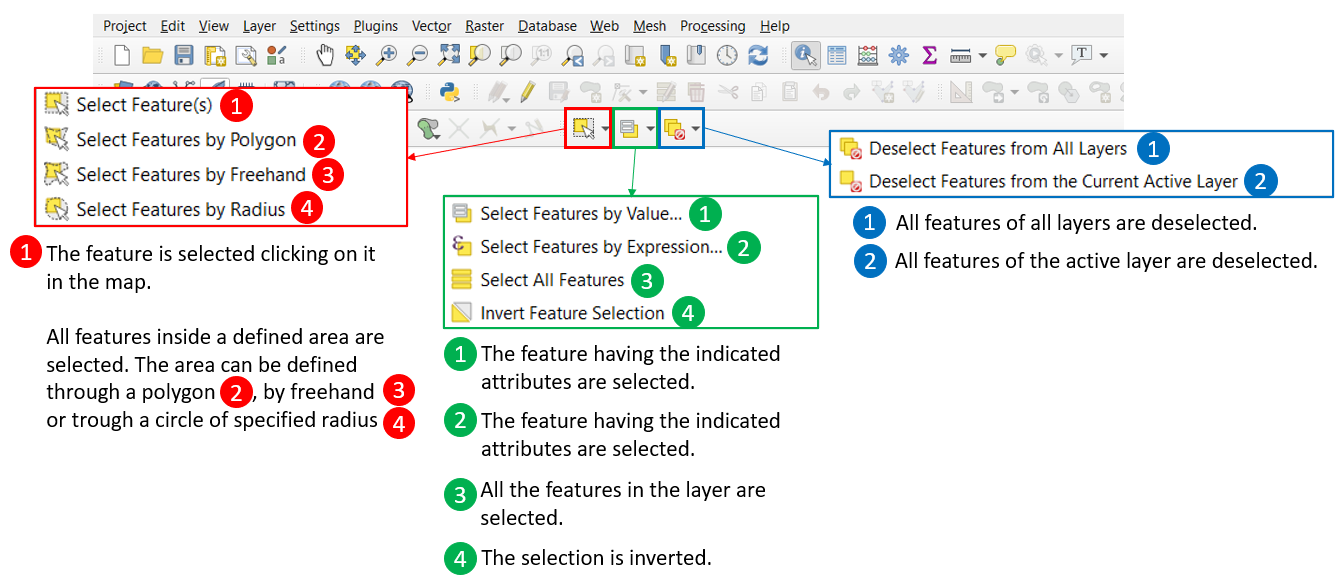 Project Edit View Layer Settings Plugins Vector Raster Database Web Mesh Processing Help
Select Feature(s) 1
Select Features by Polygon 2
Select Features by Freehand 3
Select Features by Radius 4
1 The feature is selected clicking on it
in the map.
All features inside a defined area are
selected. The area can be defined
through a polygon 2, by freehand 3
or trough a circle of specified radius 4
Select Features by Value... 1
Select Features by Expression... 2
Select All Features 3
Invert Feature Selection 4
1 The feature having the indicated
attributes are selected.
2 The feature having the indicated
attributes are selected.
3 All the features in the layer are
selected.
4 The selection is inverted.
Deselect Features from All Layers 1
Deselect Features from the Current Active Layer 2
1 All features of all layers are deselected.
2 All features of the active layer are deselected.